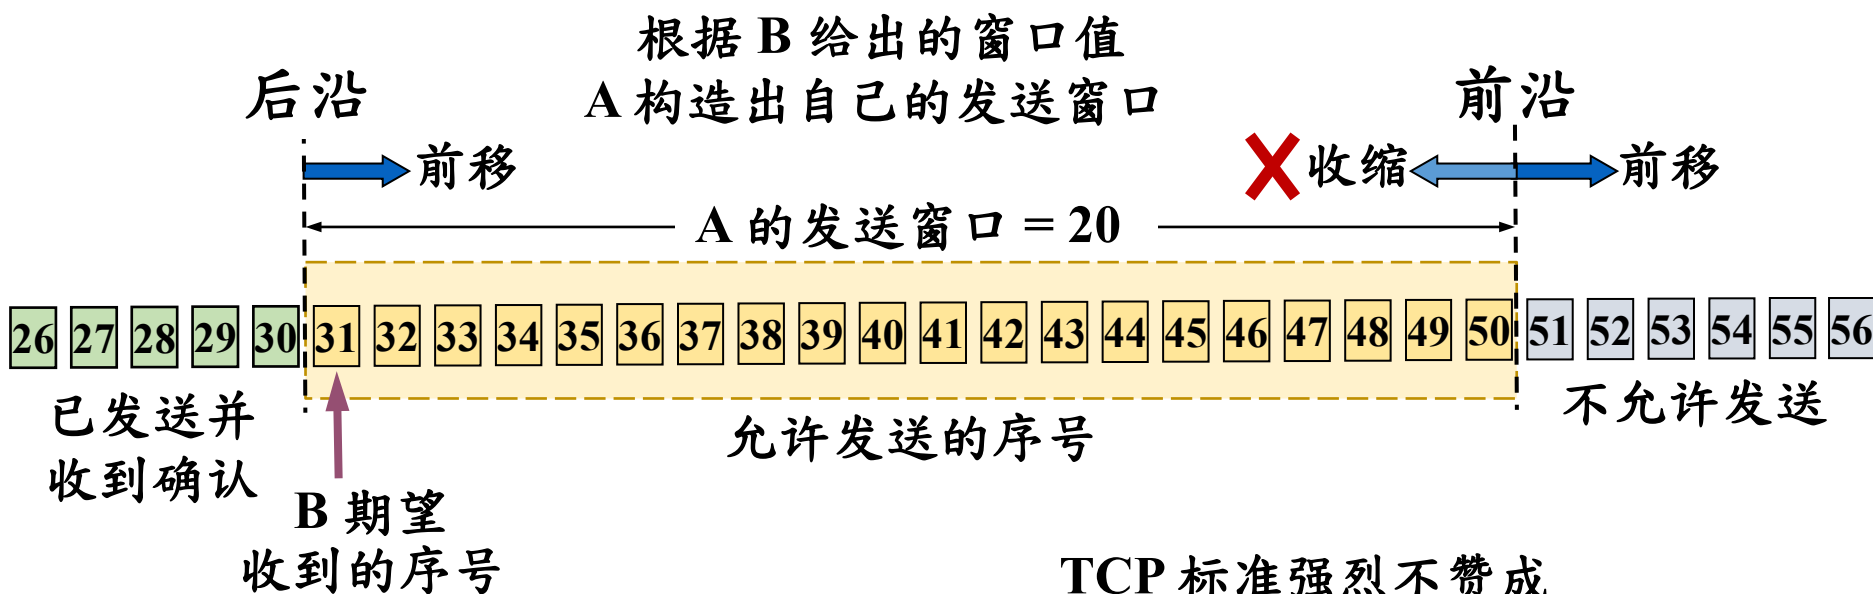 根据 B 给出的窗口值
A 构造出自己的发送窗口
后沿
前沿
前移
收缩
前移
A 的发送窗口 = 20
26 27 28 29 30 31 32 33 34 35 36 37 38 39 40 41 42 43 44 45 46 47 48 49 50 51 52 53 54 55 56
已发送并
收到确认
允许发送的序号
不允许发送
B 期望
收到的序号
TCP 标准强烈不赞成